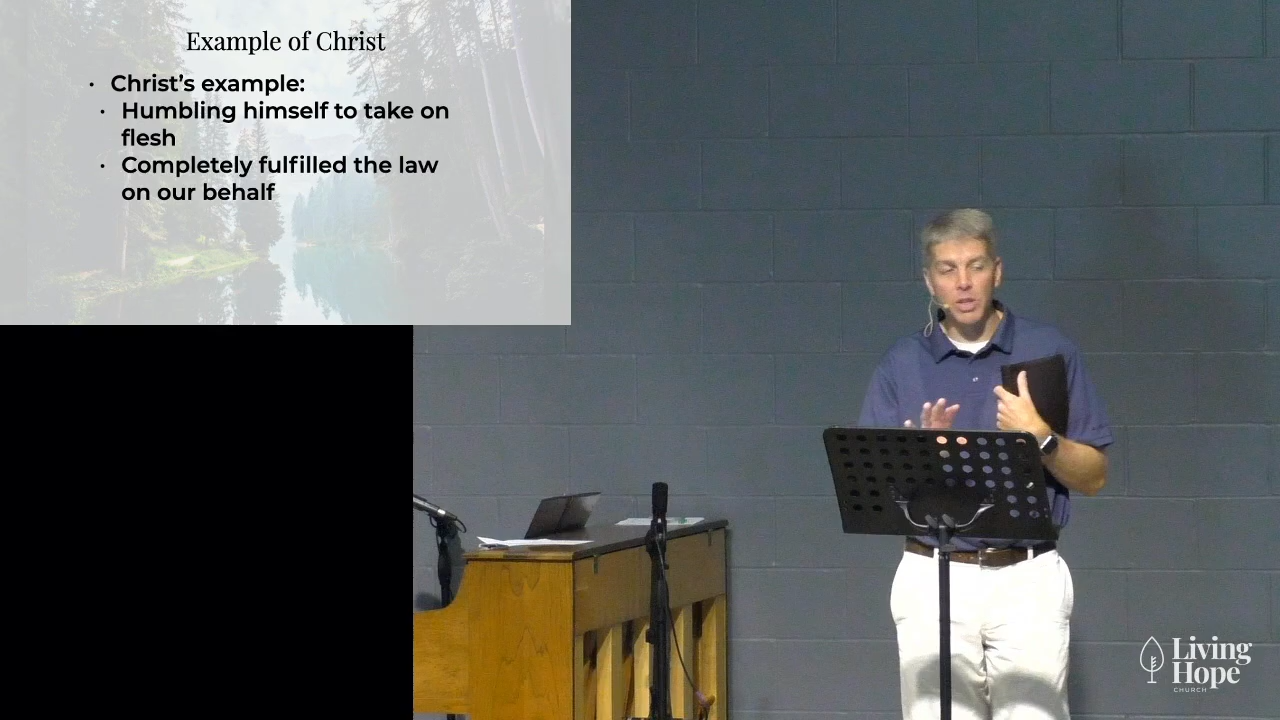 Example of Christ
• Christ's example:
• Humbling himself to take on
flesh
• Completely fulfilled the law
on our behalf
Living
Hope
CHURCH